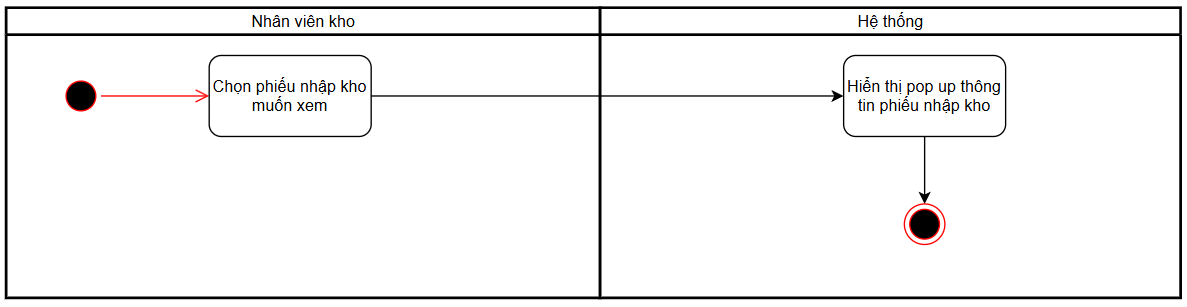 Nhân viên kho
Hệ thống
Chọn phiếu nhập kho
muốn xem
Hiển thị pop up thông
tin phiếu nhập kho